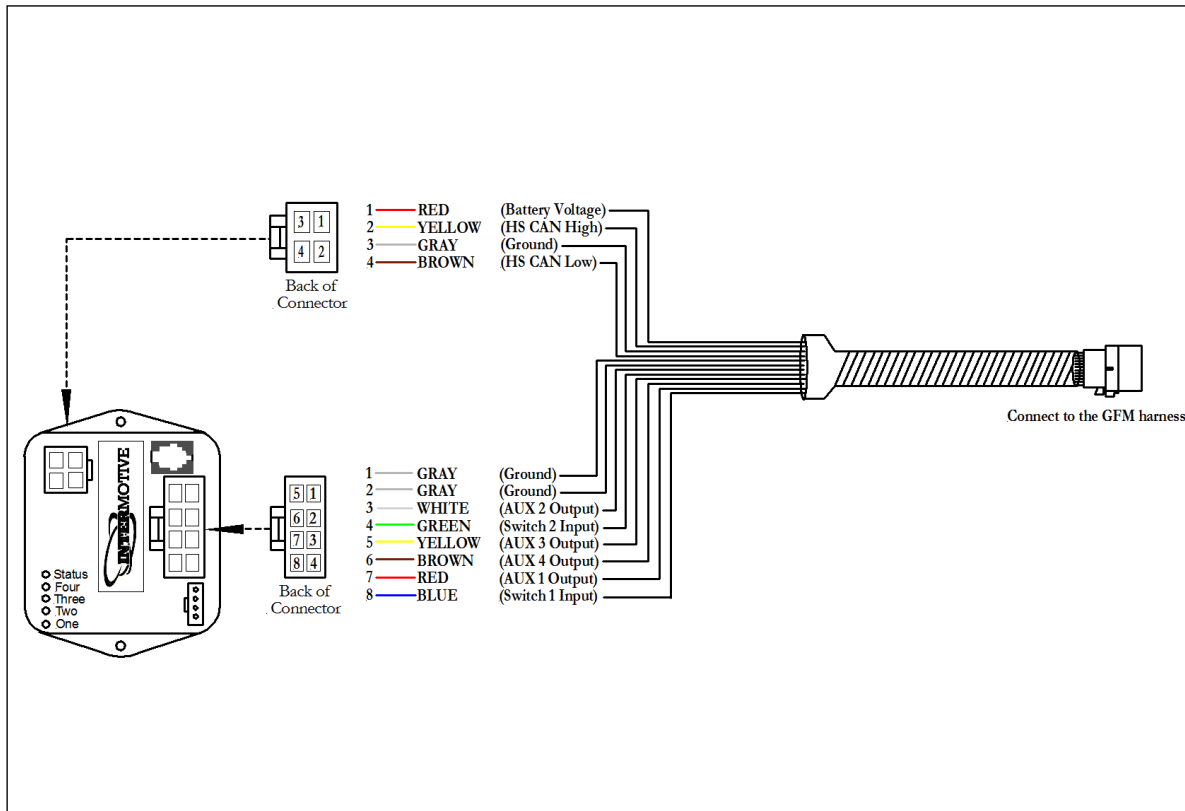 3 1
4 2
Back of
Connector
1 RED (Battery Voltage)
2 YELLOW (HS CAN High)
3 GRAY (Ground)
4 BROWN (HS CAN Low)
Connect to the GFM harness
INTERMOTIVE
Status
Four
Three
Two
One
5 1
6 2
7 3
8 4
Back of
Connector
1 GRAY (Ground)
2 GRAY (Ground)
3 WHITE (AUX 2 Output)
4 GREEN (Switch 2 Input)
5 YELLOW (AUX 3 Output)
6 BROWN (AUX 4 Output)
7 RED (AUX 1 Output)
8 BLUE (Switch 1 Input)